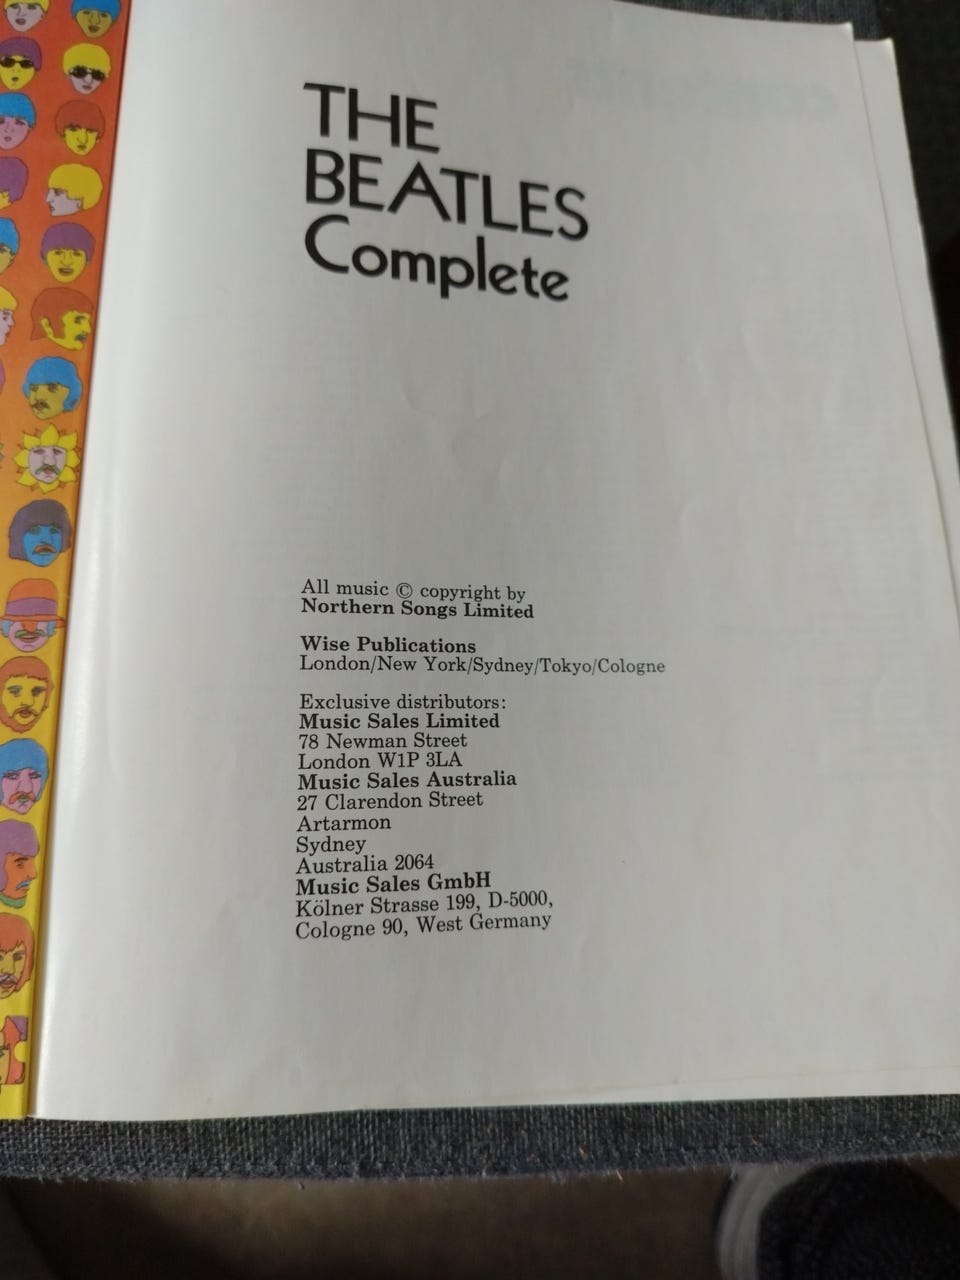 THE
BEATLES
Complete
All music © copyright by
Northern Songs Limited
Wise Publications
London/New York/Sydney/Tokyo/Cologne
Exclusive distributors:
Music Sales Limited
78 Newman Street
London W1P 3LA
Music Sales Australia
27 Clarendon Street
Artarmon
Sydney
Australia 2064
Music Sales GmbH
Kölner Strasse 199, D-5000,
Cologne 90, West Germany